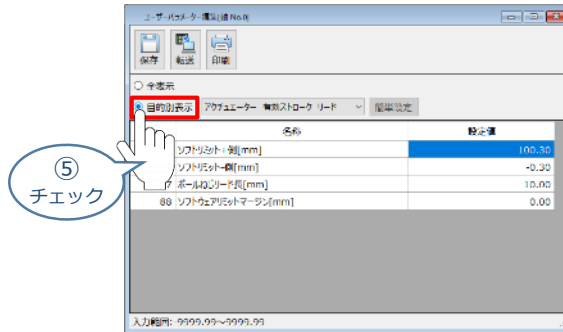 ユーザーパラメーター編集[軸 No.0]
保存 転送 印刷
全表示
目的別表示 アクチュエーター 有効ストローク リード 簡単設定
名称 設定値
ソフトリミット+側[mm] 100.30
ソフトリミット-側[mm] -0.30
7 ボールねじリード長[mm] 10.00
88 ソフトウェアリミットマージン[mm] 0.00
⑤
チェック
入力範囲: -9999.99~9999.99